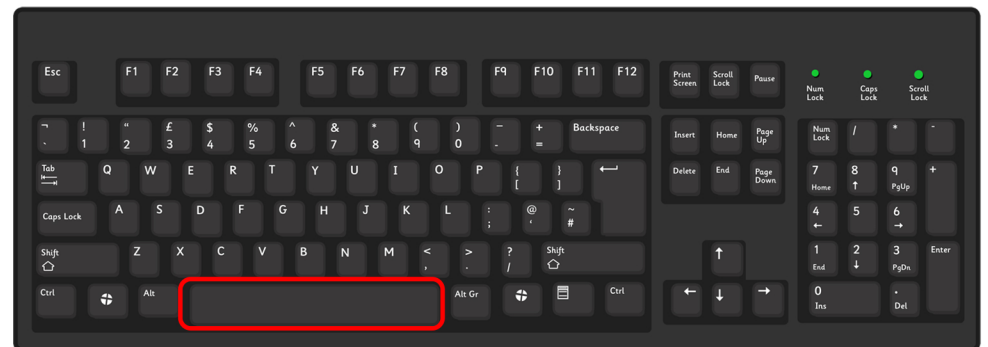 Esc F1 F2 F3 F4 F5 F6 F7 F8 F9 F10 F11 F12 Print Screen Scroll Lock Pause Num Lock Caps Lock Scroll Lock
¬ ! " £ $ % ^ & * ( ) _ + Backspace Insert Home Page Up Num Lock / * -
` 1 2 3 4 5 6 7 8 9 0 - =
Tab Q W E R T Y U I O P { [ } ] Delete End Page Down 7 Home 8 ↑ 9 PgUp +
Caps Lock A S D F G H J K L : ; @ ' ~ # 4 ← 5 6 →
Shift Z X C V B N M < , > . ? / Shift ↑ 1 End 2 ↓ 3 PgDn Enter
Ctrl Alt Alt Gr Ctrl ← ↓ → 0 Ins . Del